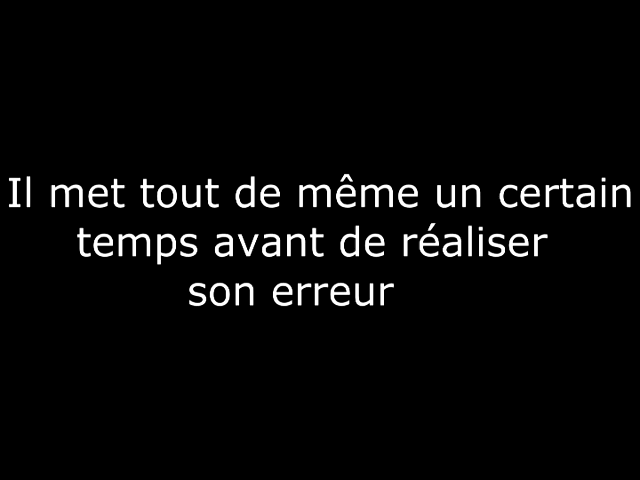 Il met tout de même un certain
temps avant de réaliser
son erreur